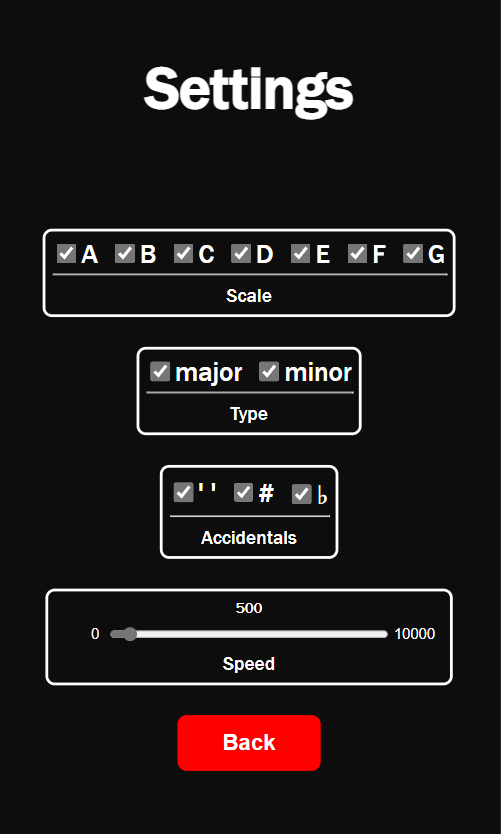 Settings
A B C D E F G
Scale
major minor
Type
' ' # ♭
Accidentals
500
0 10000
Speed
Back